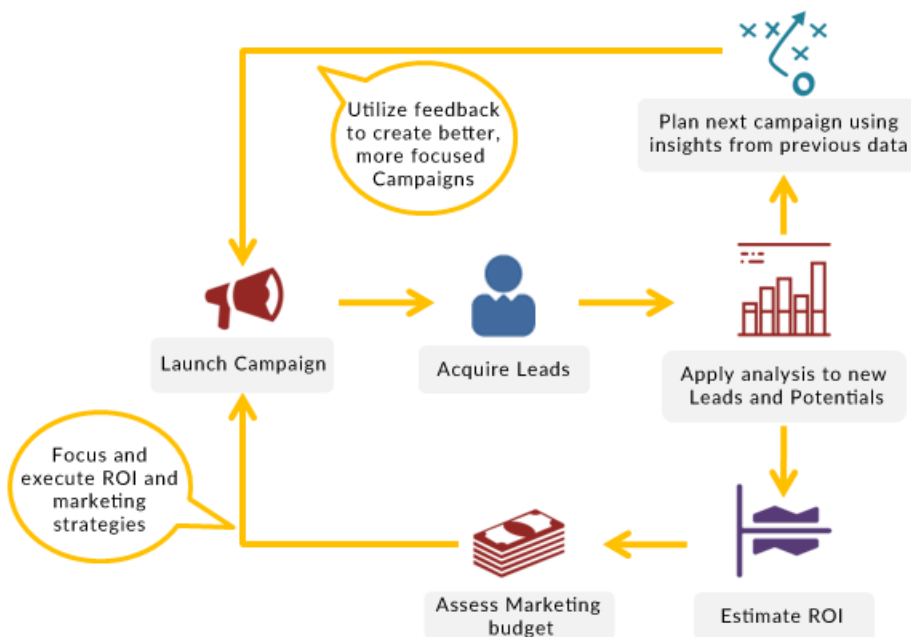 Utilize feedback
to create better,
more focused
Campaigns
Plan next campaign using
insights from previous data
Launch Campaign
Acquire Leads
Apply analysis to new
Leads and Potentials
Focus and
execute ROI and
marketing
strategies
Assess Marketing
budget
Estimate ROI